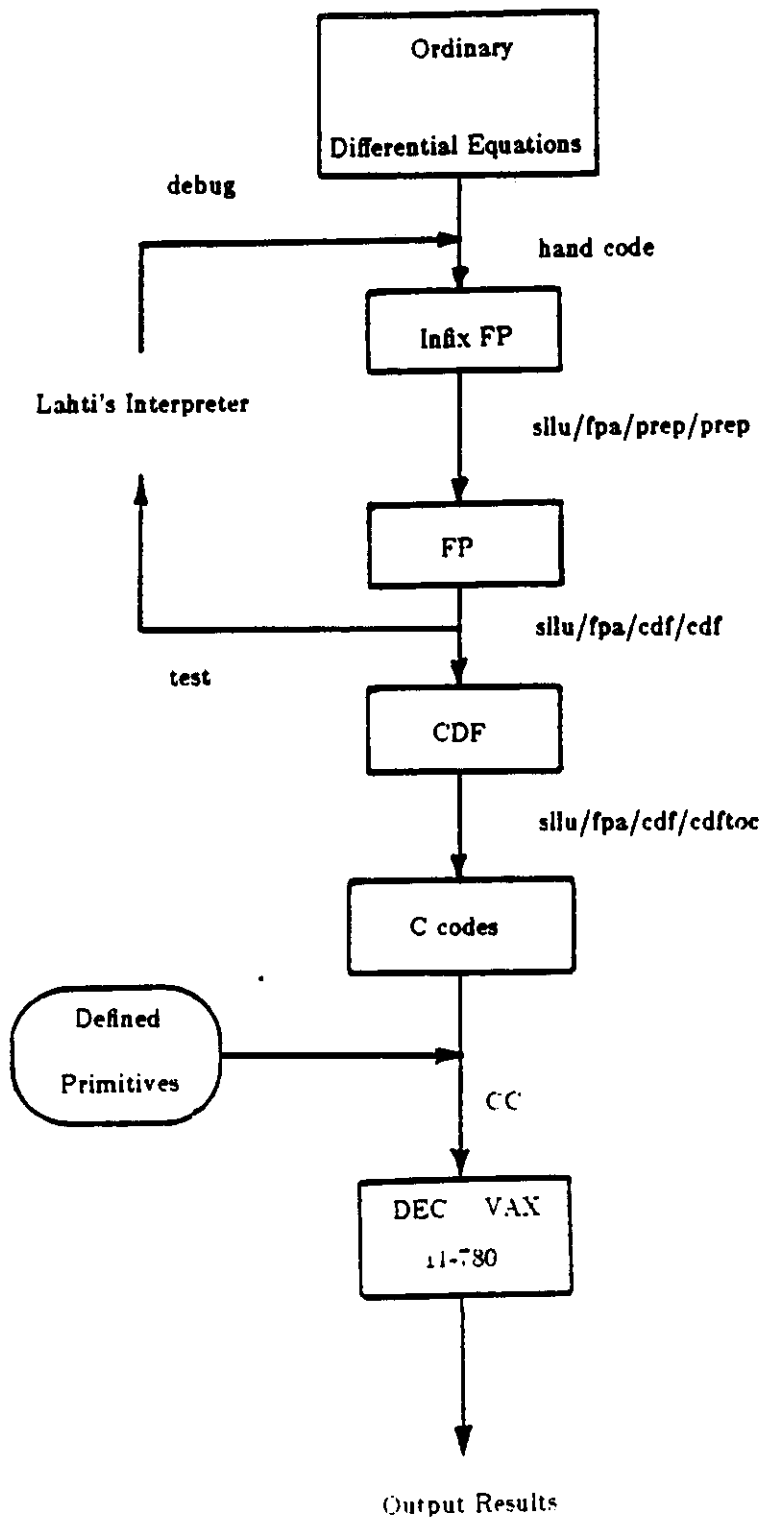 Ordinary
Differential Equations
debug
hand code
Infix FP
Lahti's Interpreter
sllu/fpa/prep/prep
FP
sllu/fpa/cdf/cdf
test
CDF
sllu/fpa/cdf/cdftoc
C codes
Defined
Primitives
CC
DEC VAX
11-780
Output Results